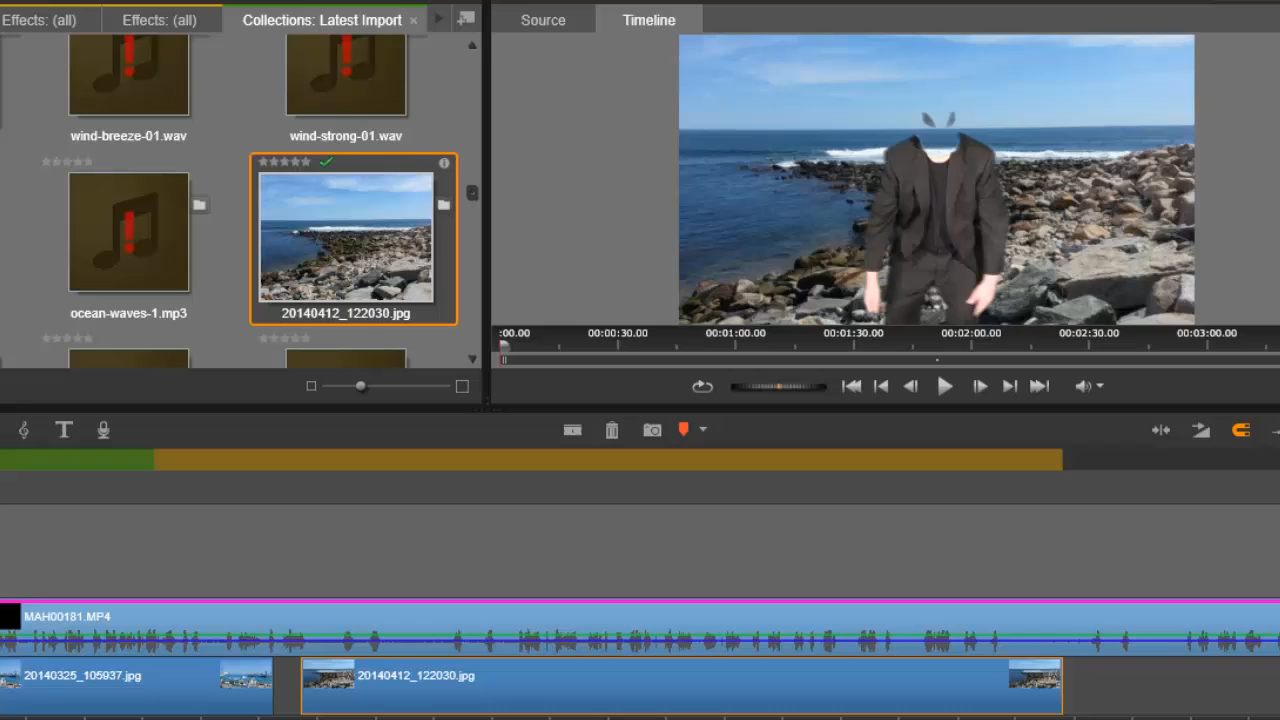 Effects: (all)
Effects: (all)
Collections: Latest Import
Source
Timeline
wind-breeze-01.wav
wind-strong-01.wav
ocean-waves-1.mp3
20140412_122030.jpg
:00.00
00:00:30.00
00:01:00.00
00:01:30.00
00:02:00.00
00:02:30.00
00:03:00.00
MAH00181.MP4
20140325_105937.jpg
20140412_122030.jpg